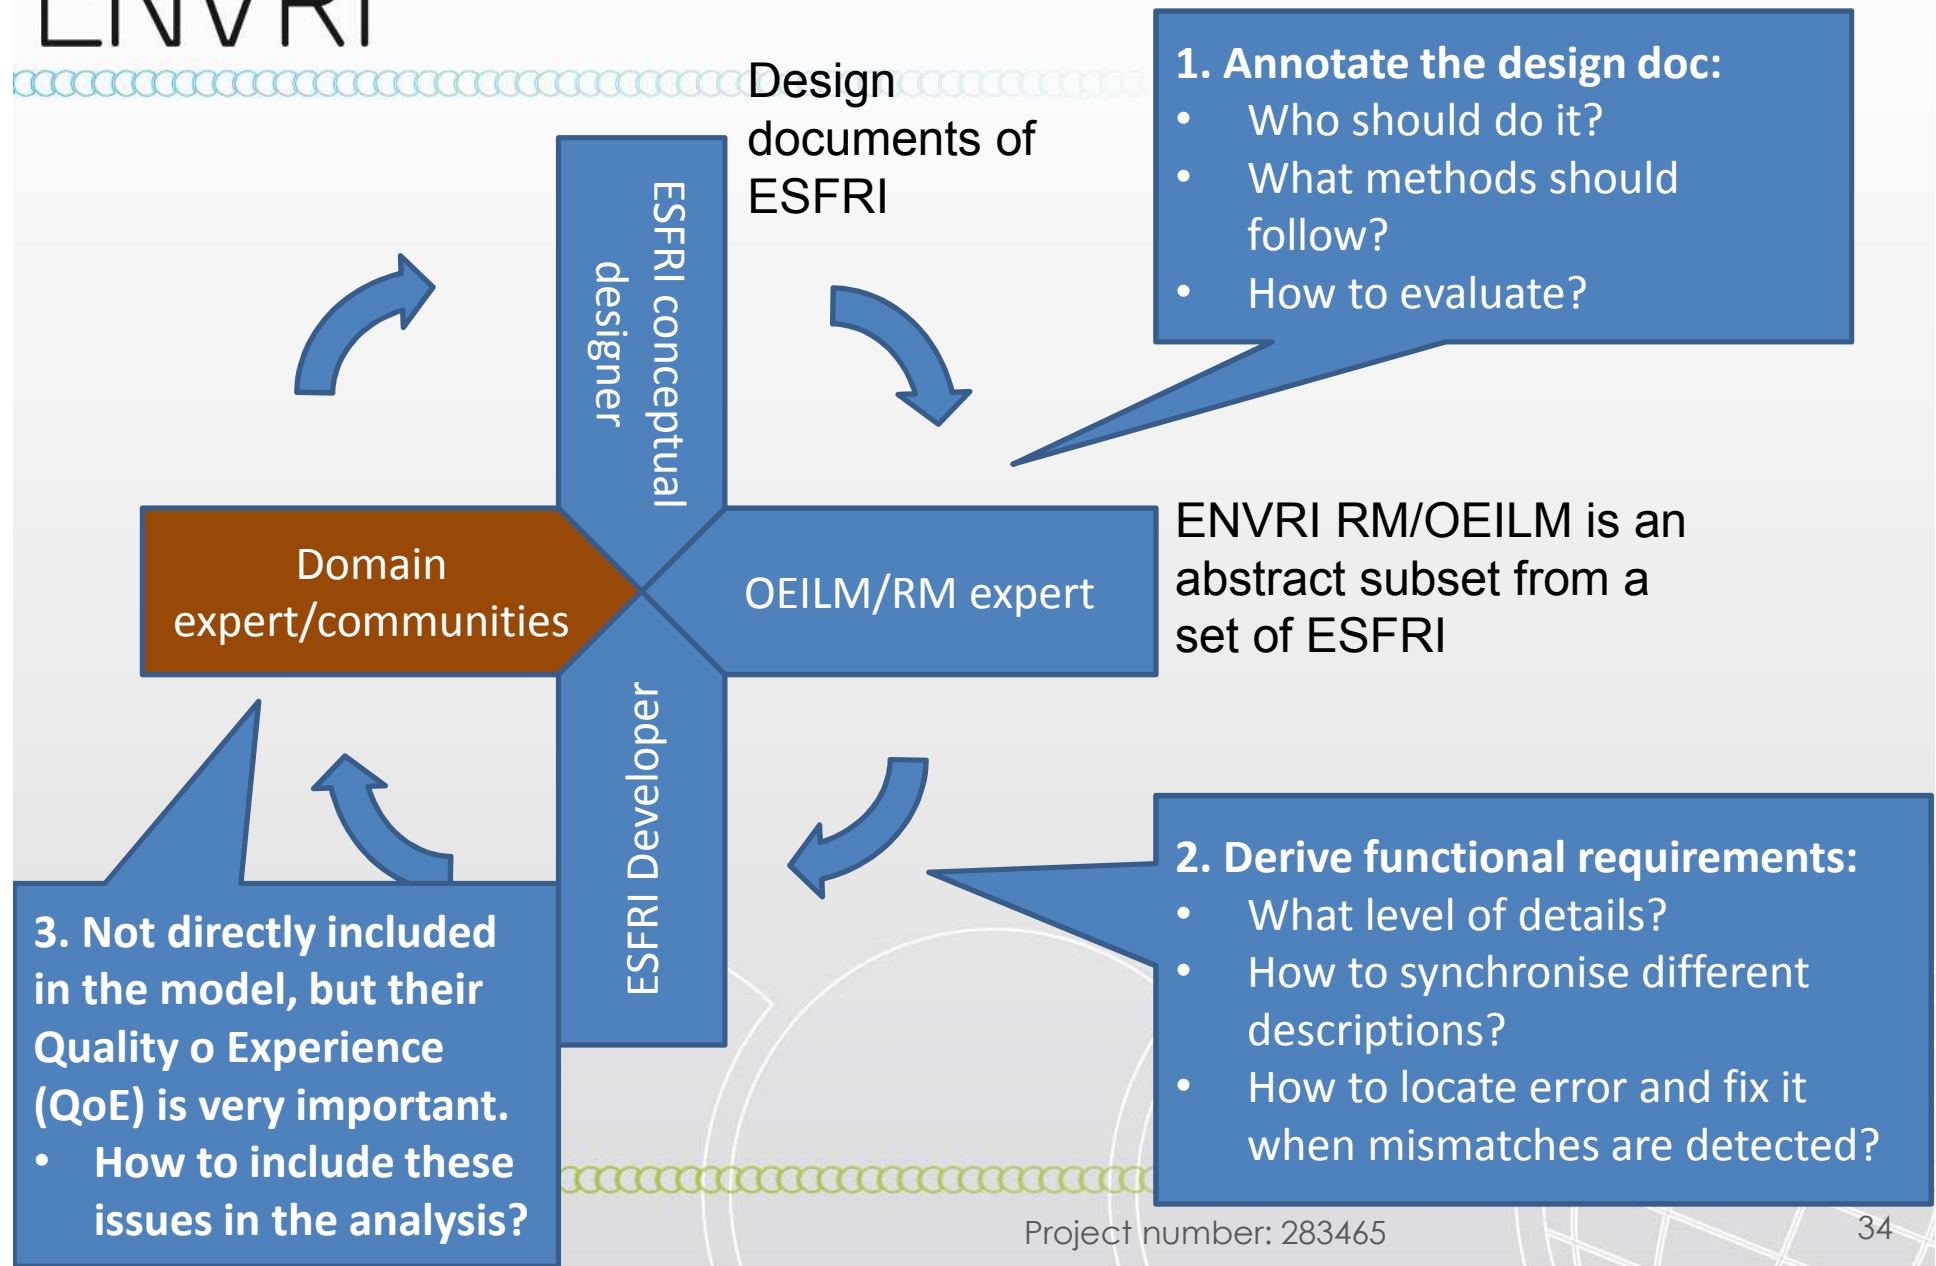 ENVRI
Design
documents of
ESFRI
1. Annotate the design doc:
• Who should do it?
• What methods should
follow?
• How to evaluate?
ESFRI conceptual
designer
Domain
expert/communities
OEILM/RM expert
ENVRI RM/OEILM is an
abstract subset from a
set of ESFRI
ESFRI Developer
2. Derive functional requirements:
• What level of details?
• How to synchronise different
descriptions?
• How to locate error and fix it
when mismatches are detected?
3. Not directly included
in the model, but their
Quality o Experience
(QoE) is very important.
• How to include these
issues in the analysis?
Project number: 283465
34